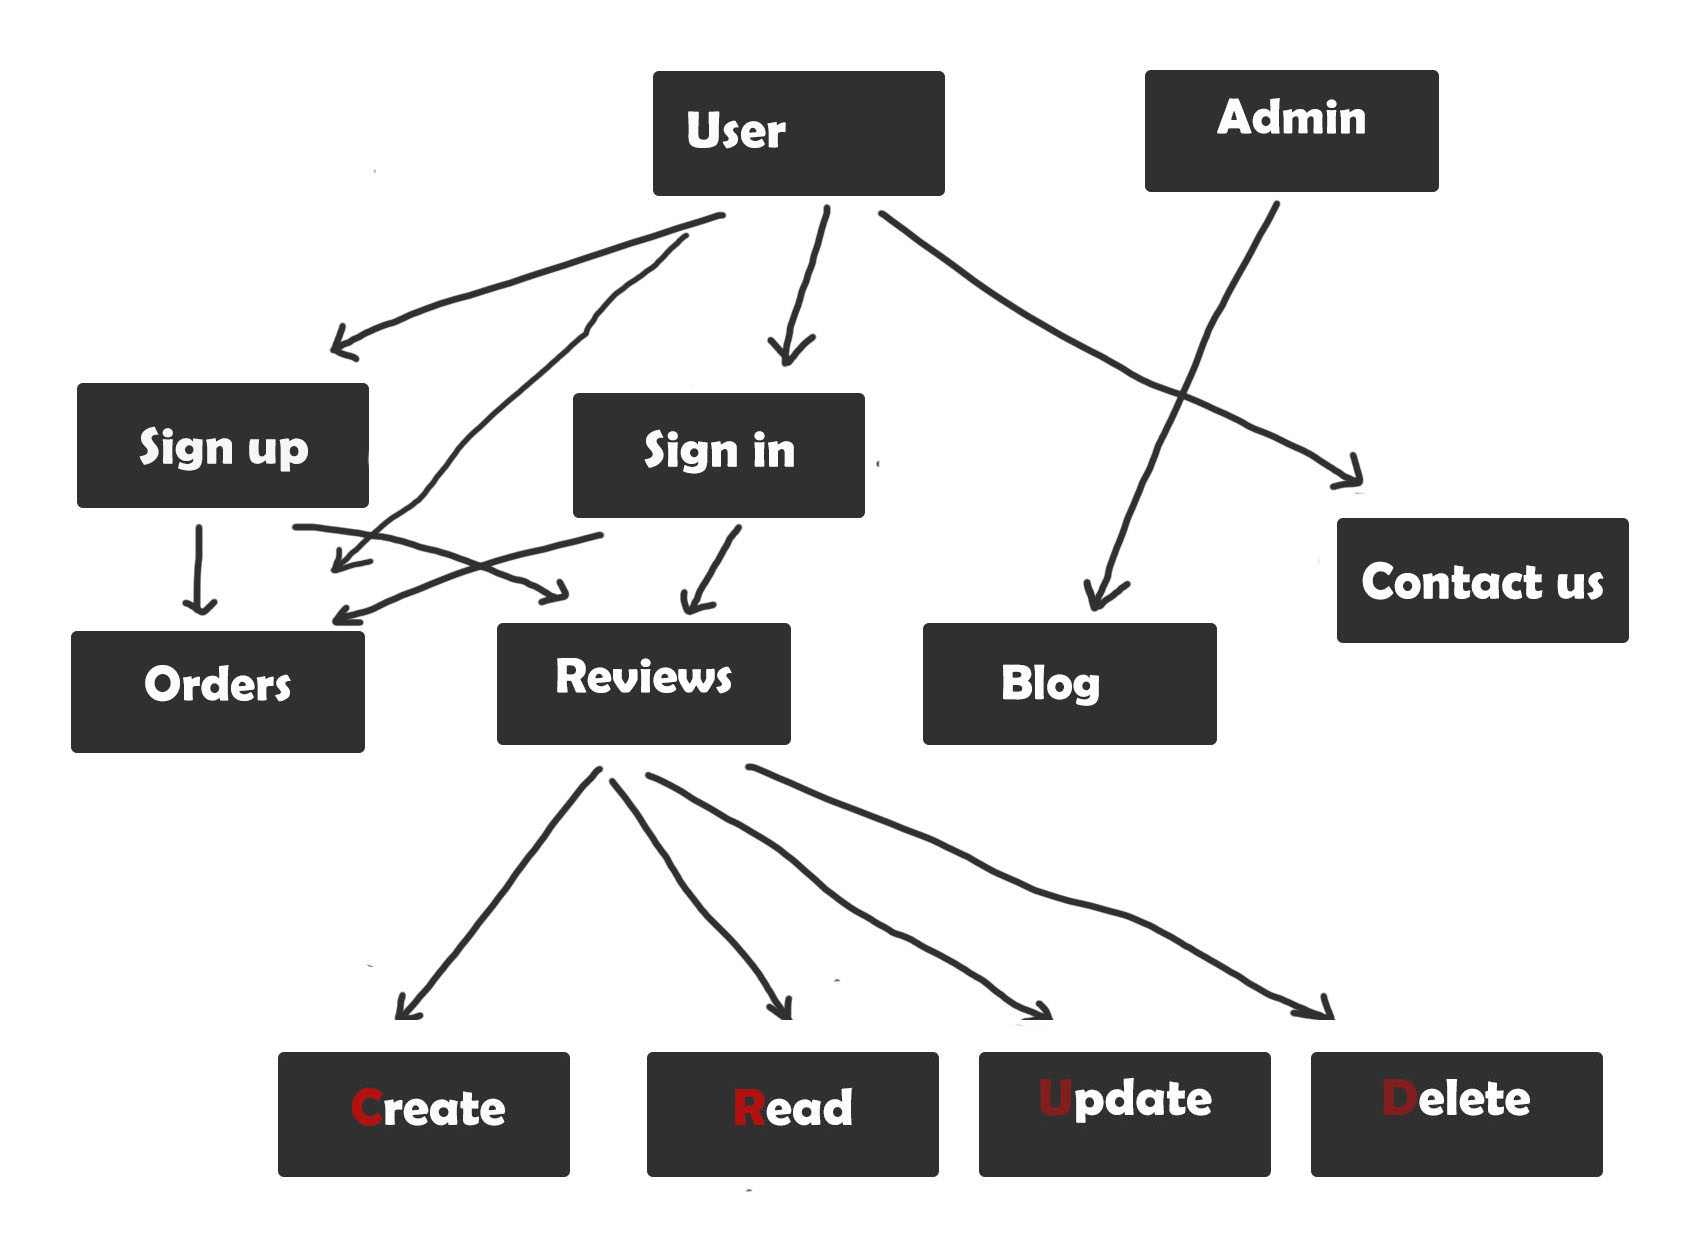 User
Admin
Sign up
Sign in
Contact us
Orders
Reviews
Blog
Create
Read
Update
Delete